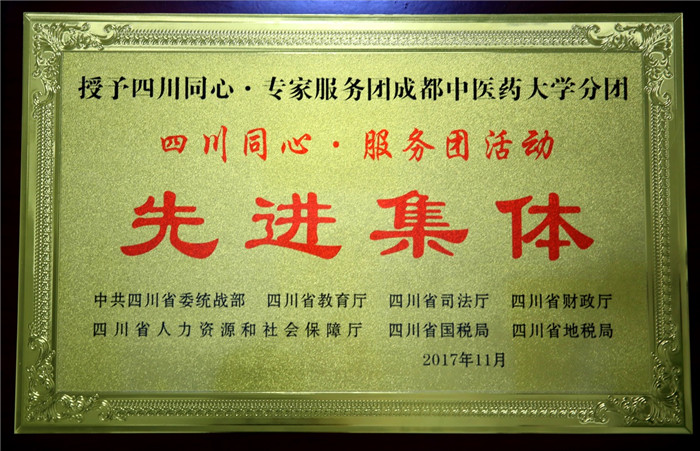 授予四川同心·专家服务团成都中医药大学分团
四川同心·服务团活动
先进集体
中共四川省委统战部 四川省教育厅 四川省司法厅 四川省财政厅
四川省人力资源和社会保障厅 四川省国税局 四川省地税局
2017年11月